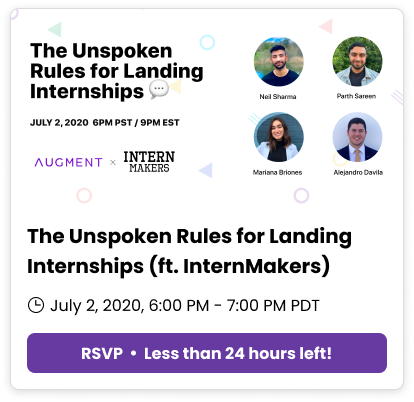 The Unspoken
Rules for Landing
Internships 💬
JULY 2, 2020 6PM PST / 9PM EST
AUGMENT × INTERN
MAKERS
Neil Sharma
Parth Sareen
Mariana Briones
Alejandro Davila
The Unspoken Rules for Landing
Internships (ft. InternMakers)
July 2, 2020, 6:00 PM - 7:00 PM PDT
RSVP • Less than 24 hours left!